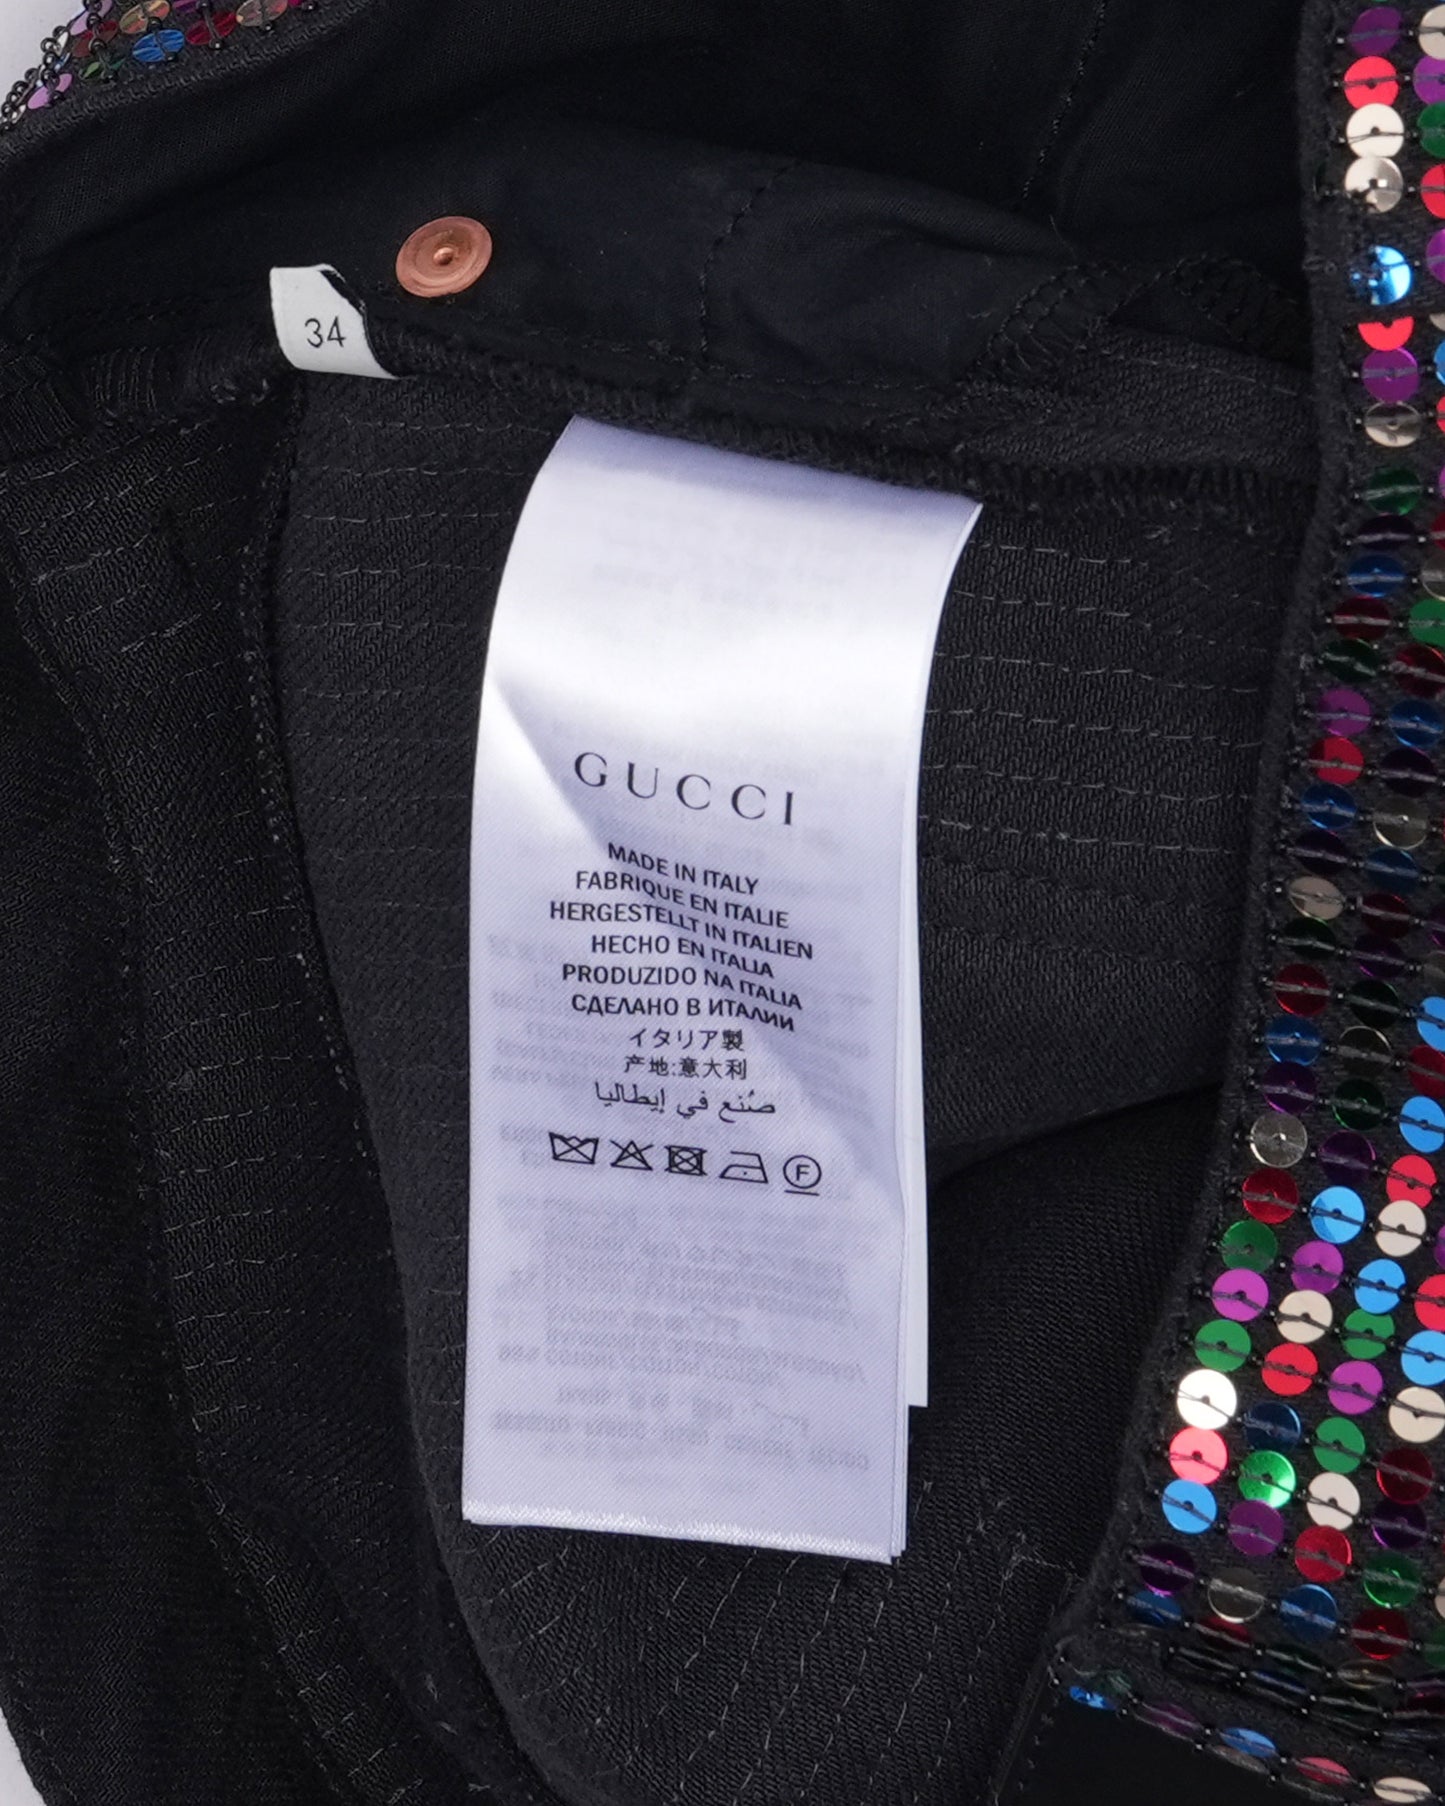 34
GUCCI
MADE IN ITALY
FABRIQUE EN ITALIE
HERGESTELLT IN ITALIEN
HECHO EN ITALIA
PRODUZIDO NA ITALIA
СДЕЛАНО В ИТАЛИИ
イタリア製
产地:意大利
صُنع في إيطاليا
F